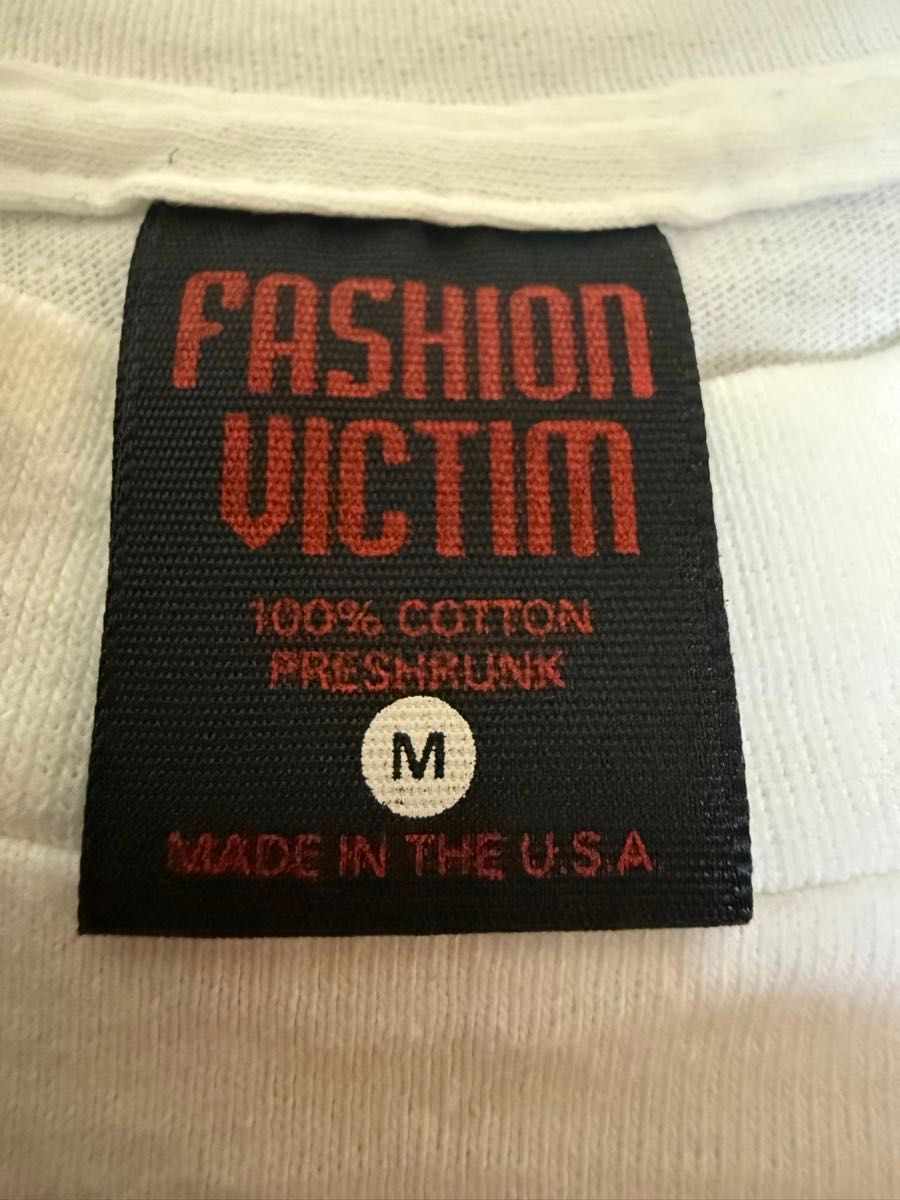 FASHION
VICTIM
100% COTTON
PRESHRUNK
M
MADE IN THE U.S.A